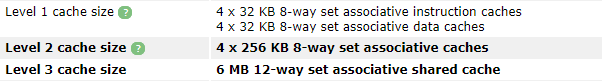 Level 1 cache size ? 4 x 32 KB 8-way set associative instruction caches
4 x 32 KB 8-way set associative data caches
Level 2 cache size ? 4 x 256 KB 8-way set associative caches
Level 3 cache size 6 MB 12-way set associative shared cache